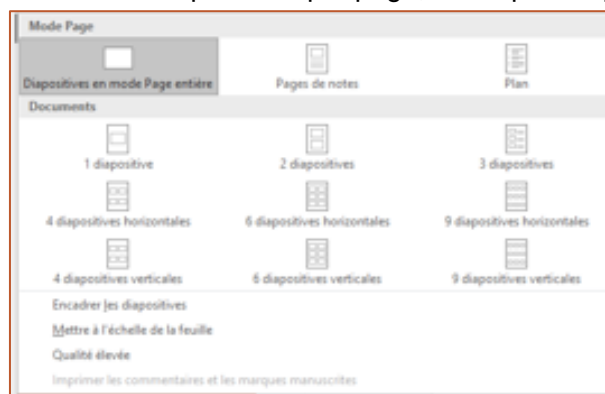 Mode Page
Diapositives en mode Page entière Pages de notes Plan
Documents
1 diapositive 2 diapositives 3 diapositives
4 diapositives horizontales 6 diapositives horizontales 9 diapositives horizontales
4 diapositives verticales 6 diapositives verticales 9 diapositives verticales
Encadrer les diapositives
Mettre à l'échelle de la feuille
Qualité élevée
Imprimer les commentaires et les marques manuscrites